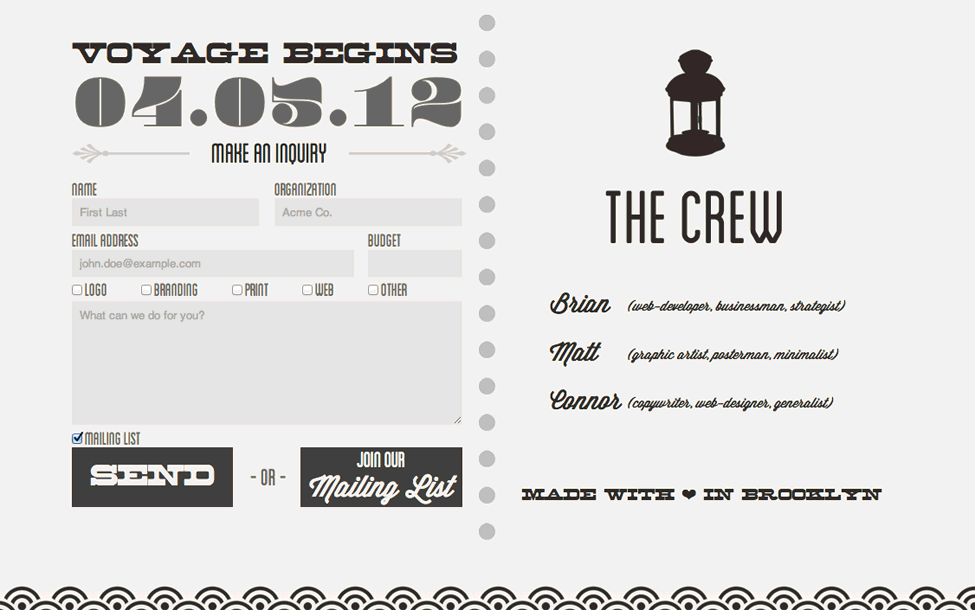 VOYAGE BEGINS
04.05.12
MAKE AN INQUIRY
NAME
ORGANIZATION
First Last
Acme Co.
EMAIL ADDRESS
BUDGET
john.doe@example.com
LOGO
BRANDING
PRINT
WEB
OTHER
What can we do for you?
MAILING LIST
SEND
- OR -
JOIN OUR
Mailing List
THE CREW
Brian (web-developer, businessman, strategist)
Matt (graphic artist, posterman, minimalist)
Connor (copywriter, web-designer, generalist)
MADE WITH ❤ IN BROOKLYN